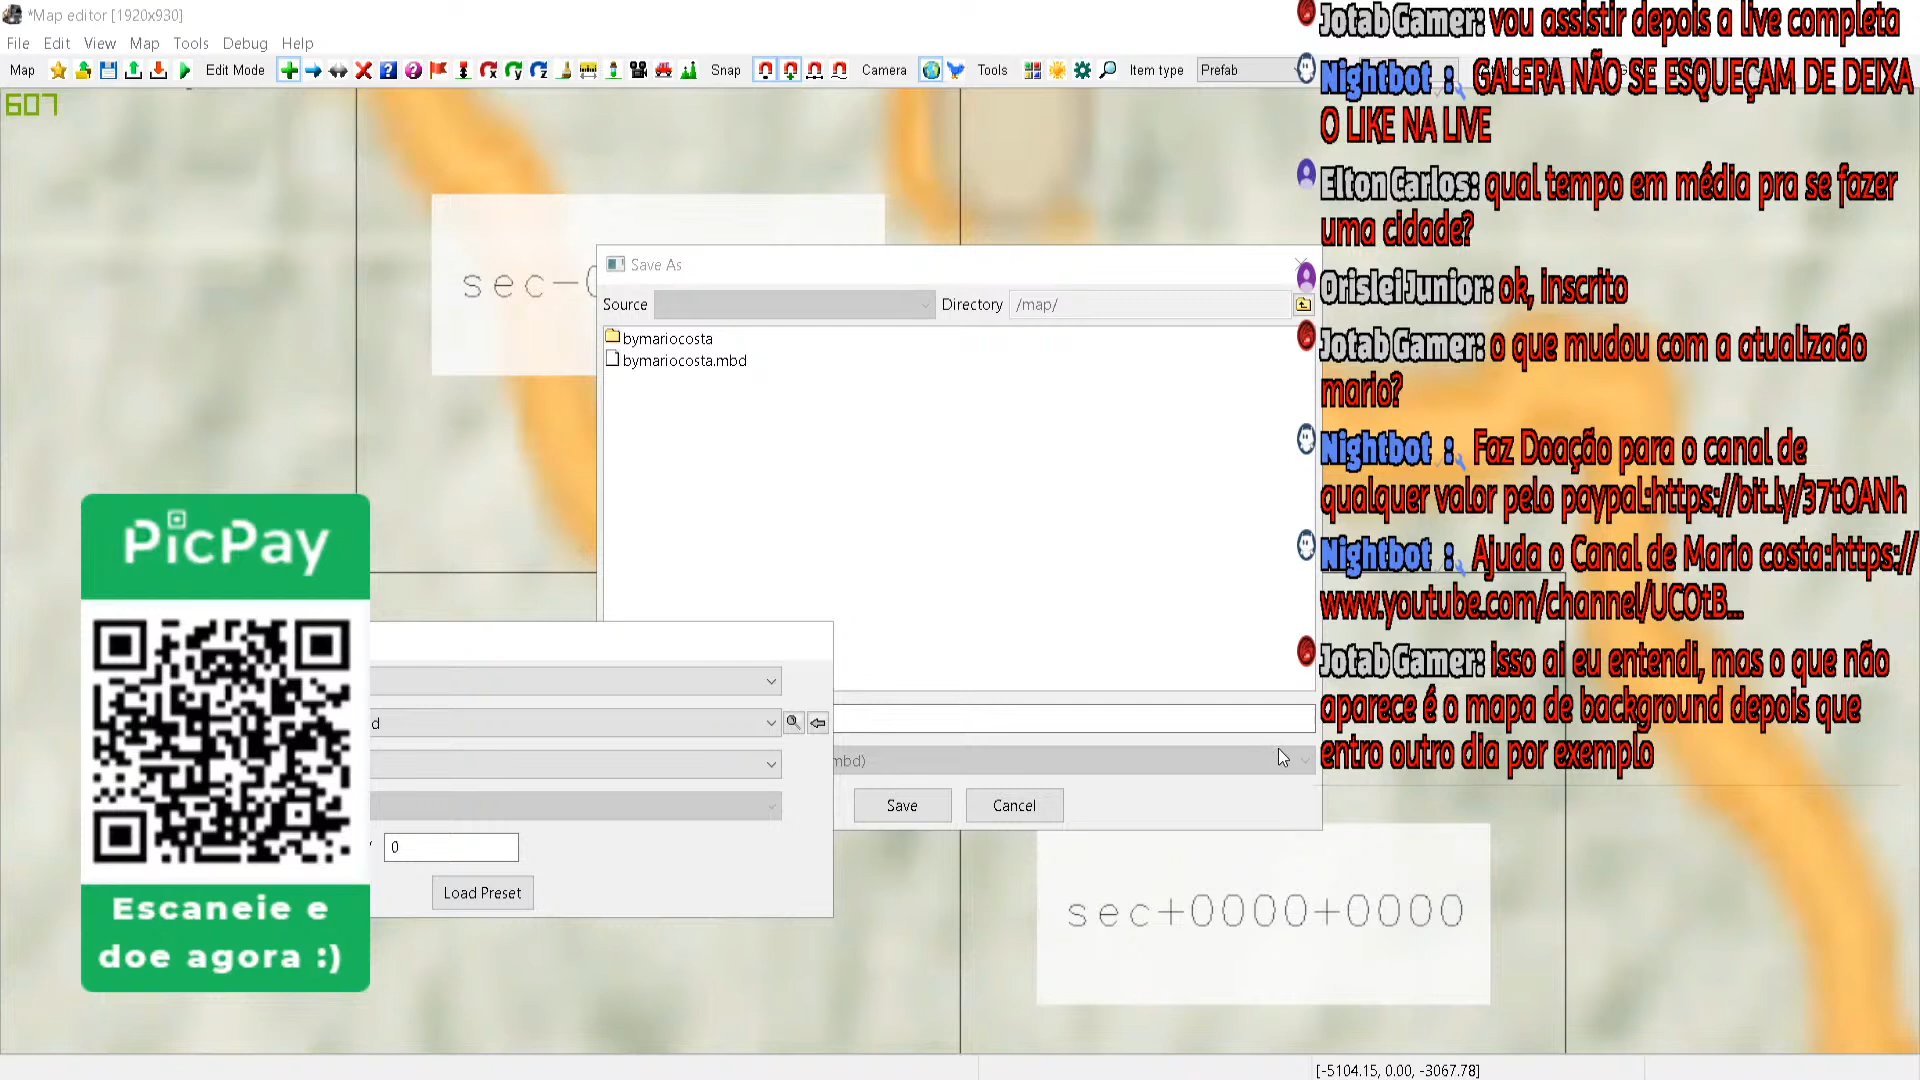 *Map editor [1920x930]
File Edit View Map Tools Debug Help
Map Edit Mode Snap Camera Tools Item type Prefab
607
sec-0
Save As
Source Directory /map/
bymariocosta
bymariocosta.mbd
d
mbd)
Save Cancel
0
Load Preset
sec+0000+0000
[-5104.15, 0.00, -3067.78]
PicPay
Escaneie e
doe agora :)
Jotab Gamer: vou assistir depois a live completa
Nightbot : GALERA NÃO SE ESQUEÇAM DE DEIXA
O LIKE NA LIVE
Elton Carlos: qual tempo em média pra se fazer
uma cidade?
Orislei Junior: ok, inscrito
Jotab Gamer: o que mudou com a atualizaão
mario?
Nightbot : Faz Doação para o canal de
qualquer valor pelo paypal:https://bit.ly/37tOANh
Nightbot : Ajuda o Canal de Mario costa:https://
www.youtube.com/channel/UCOtB...
Jotab Gamer: isso ai eu entendi, mas o que não
aparece é o mapa de background depois que
entro outro dia por exemplo